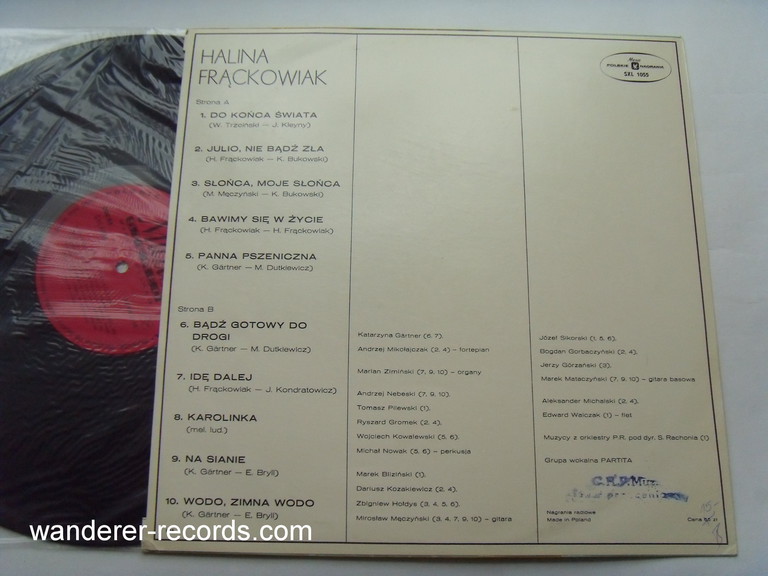 HALINA
FRĄCKOWIAK
Strona A
1. DO KOŃCA ŚWIATA
(W. Trzciński — J. Kleyny)
2. JULIO, NIE BĄDŹ ZŁA
(H. Frąckowiak — K. Bukowski)
3. SŁOŃCA, MOJE SŁOŃCA
(M. Męczyński — K. Bukowski)
4. BAWIMY SIĘ W ŻYCIE
(H. Frąckowiak — H. Frąckowiak)
5. PANNA PSZENICZNA
(K. Gärtner — M. Dutkiewicz)
Strona B
6. BĄDŹ GOTOWY DO
DROGI
(K. Gärtner — M. Dutkiewicz)
7. IDĘ DALEJ
(H. Frąckowiak — J. Kondratowicz)
8. KAROLINKA
(mel. lud.)
9. NA SIANIE
(K. Gärtner — E. Bryll)
10. WODO, ZIMNA WODO
(K. Gärtner — E. Bryll)
Katarzyna Gärtner (6. 7).
Andrzej Mikołajczak (2. 4) – fortepian
Marian Zimiński (7. 9. 10) – organy
Andrzej Nebeski (7. 9. 10).
Tomasz Pilewski (1).
Ryszard Gromek (2. 4).
Wojciech Kowalewski (5. 6).
Michał Nowak (5. 6) – perkusja
Marek Bliziński (1).
Dariusz Kozakiewicz (2. 4).
Zbigniew Hołdys (3. 4. 5. 6).
Mirosław Męczyński (3. 4. 7. 9. 10) – gitara
POLSKIE NAGRANIA
SXL 1055
Józef Sikorski (1. 5. 6).
Bogdan Gorbaczyński (2. 4).
Jerzy Górzeński (3).
Marek Mataczyński (7. 9. 10) – gitara basowa
Aleksander Michalski (2. 4).
Edward Walczak (1) – flet
Muzycy z orkiestry P.R. pod dyr. S. Rachonia (1)
Grupa wokalna PARTITA
Nagrania radiowe
Made in Poland
Cena
wanderer-records.com